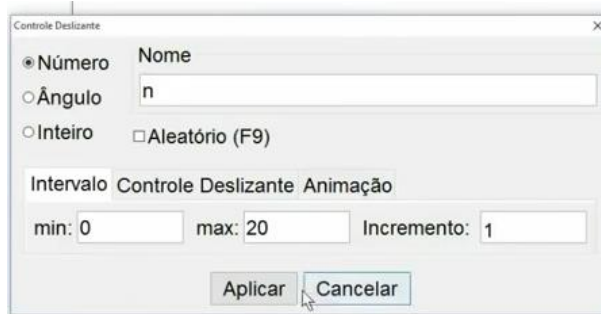 Controle Deslizante
Número
Nome
Ângulo
n
Inteiro
Aleatório (F9)
Intervalo Controle Deslizante Animação
min: 0 max: 20 Incremento: 1
Aplicar Cancelar